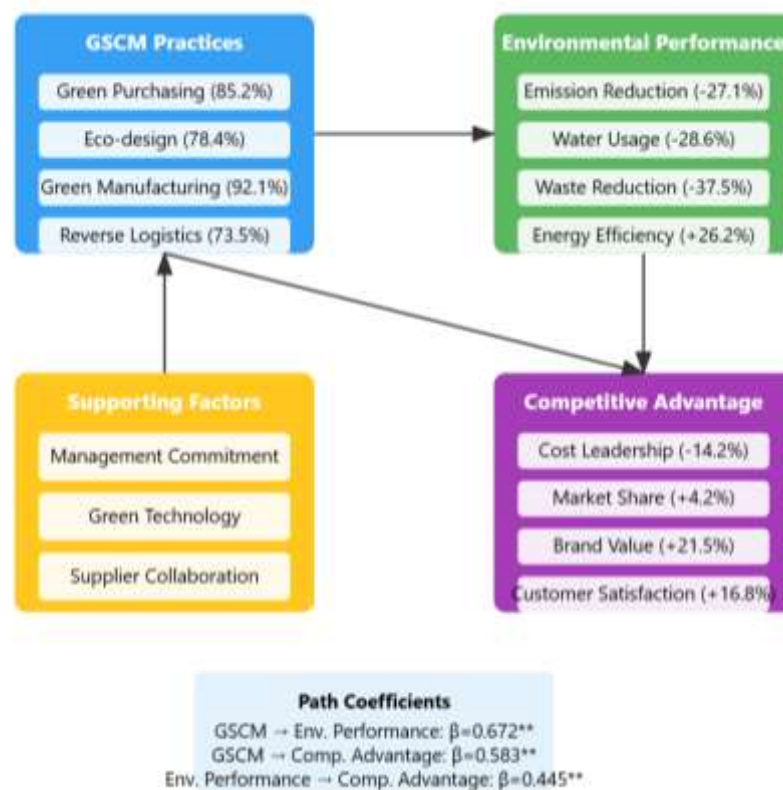 GSCM Practices
Green Purchasing (85.2%)
Eco-design (78.4%)
Green Manufacturing (92.1%)
Reverse Logistics (73.5%)
Environmental Performance
Emission Reduction (-27.1%)
Water Usage (-28.6%)
Waste Reduction (-37.5%)
Energy Efficiency (+26.2%)
Supporting Factors
Management Commitment
Green Technology
Supplier Collaboration
Competitive Advantage
Cost Leadership (-14.2%)
Market Share (+4.2%)
Brand Value (+21.5%)
Customer Satisfaction (+16.8%)
Path Coefficients
GSCM → Env. Performance: β=0.672**
GSCM → Comp. Advantage: β=0.583**
Env. Performance → Comp. Advantage: β=0.445**